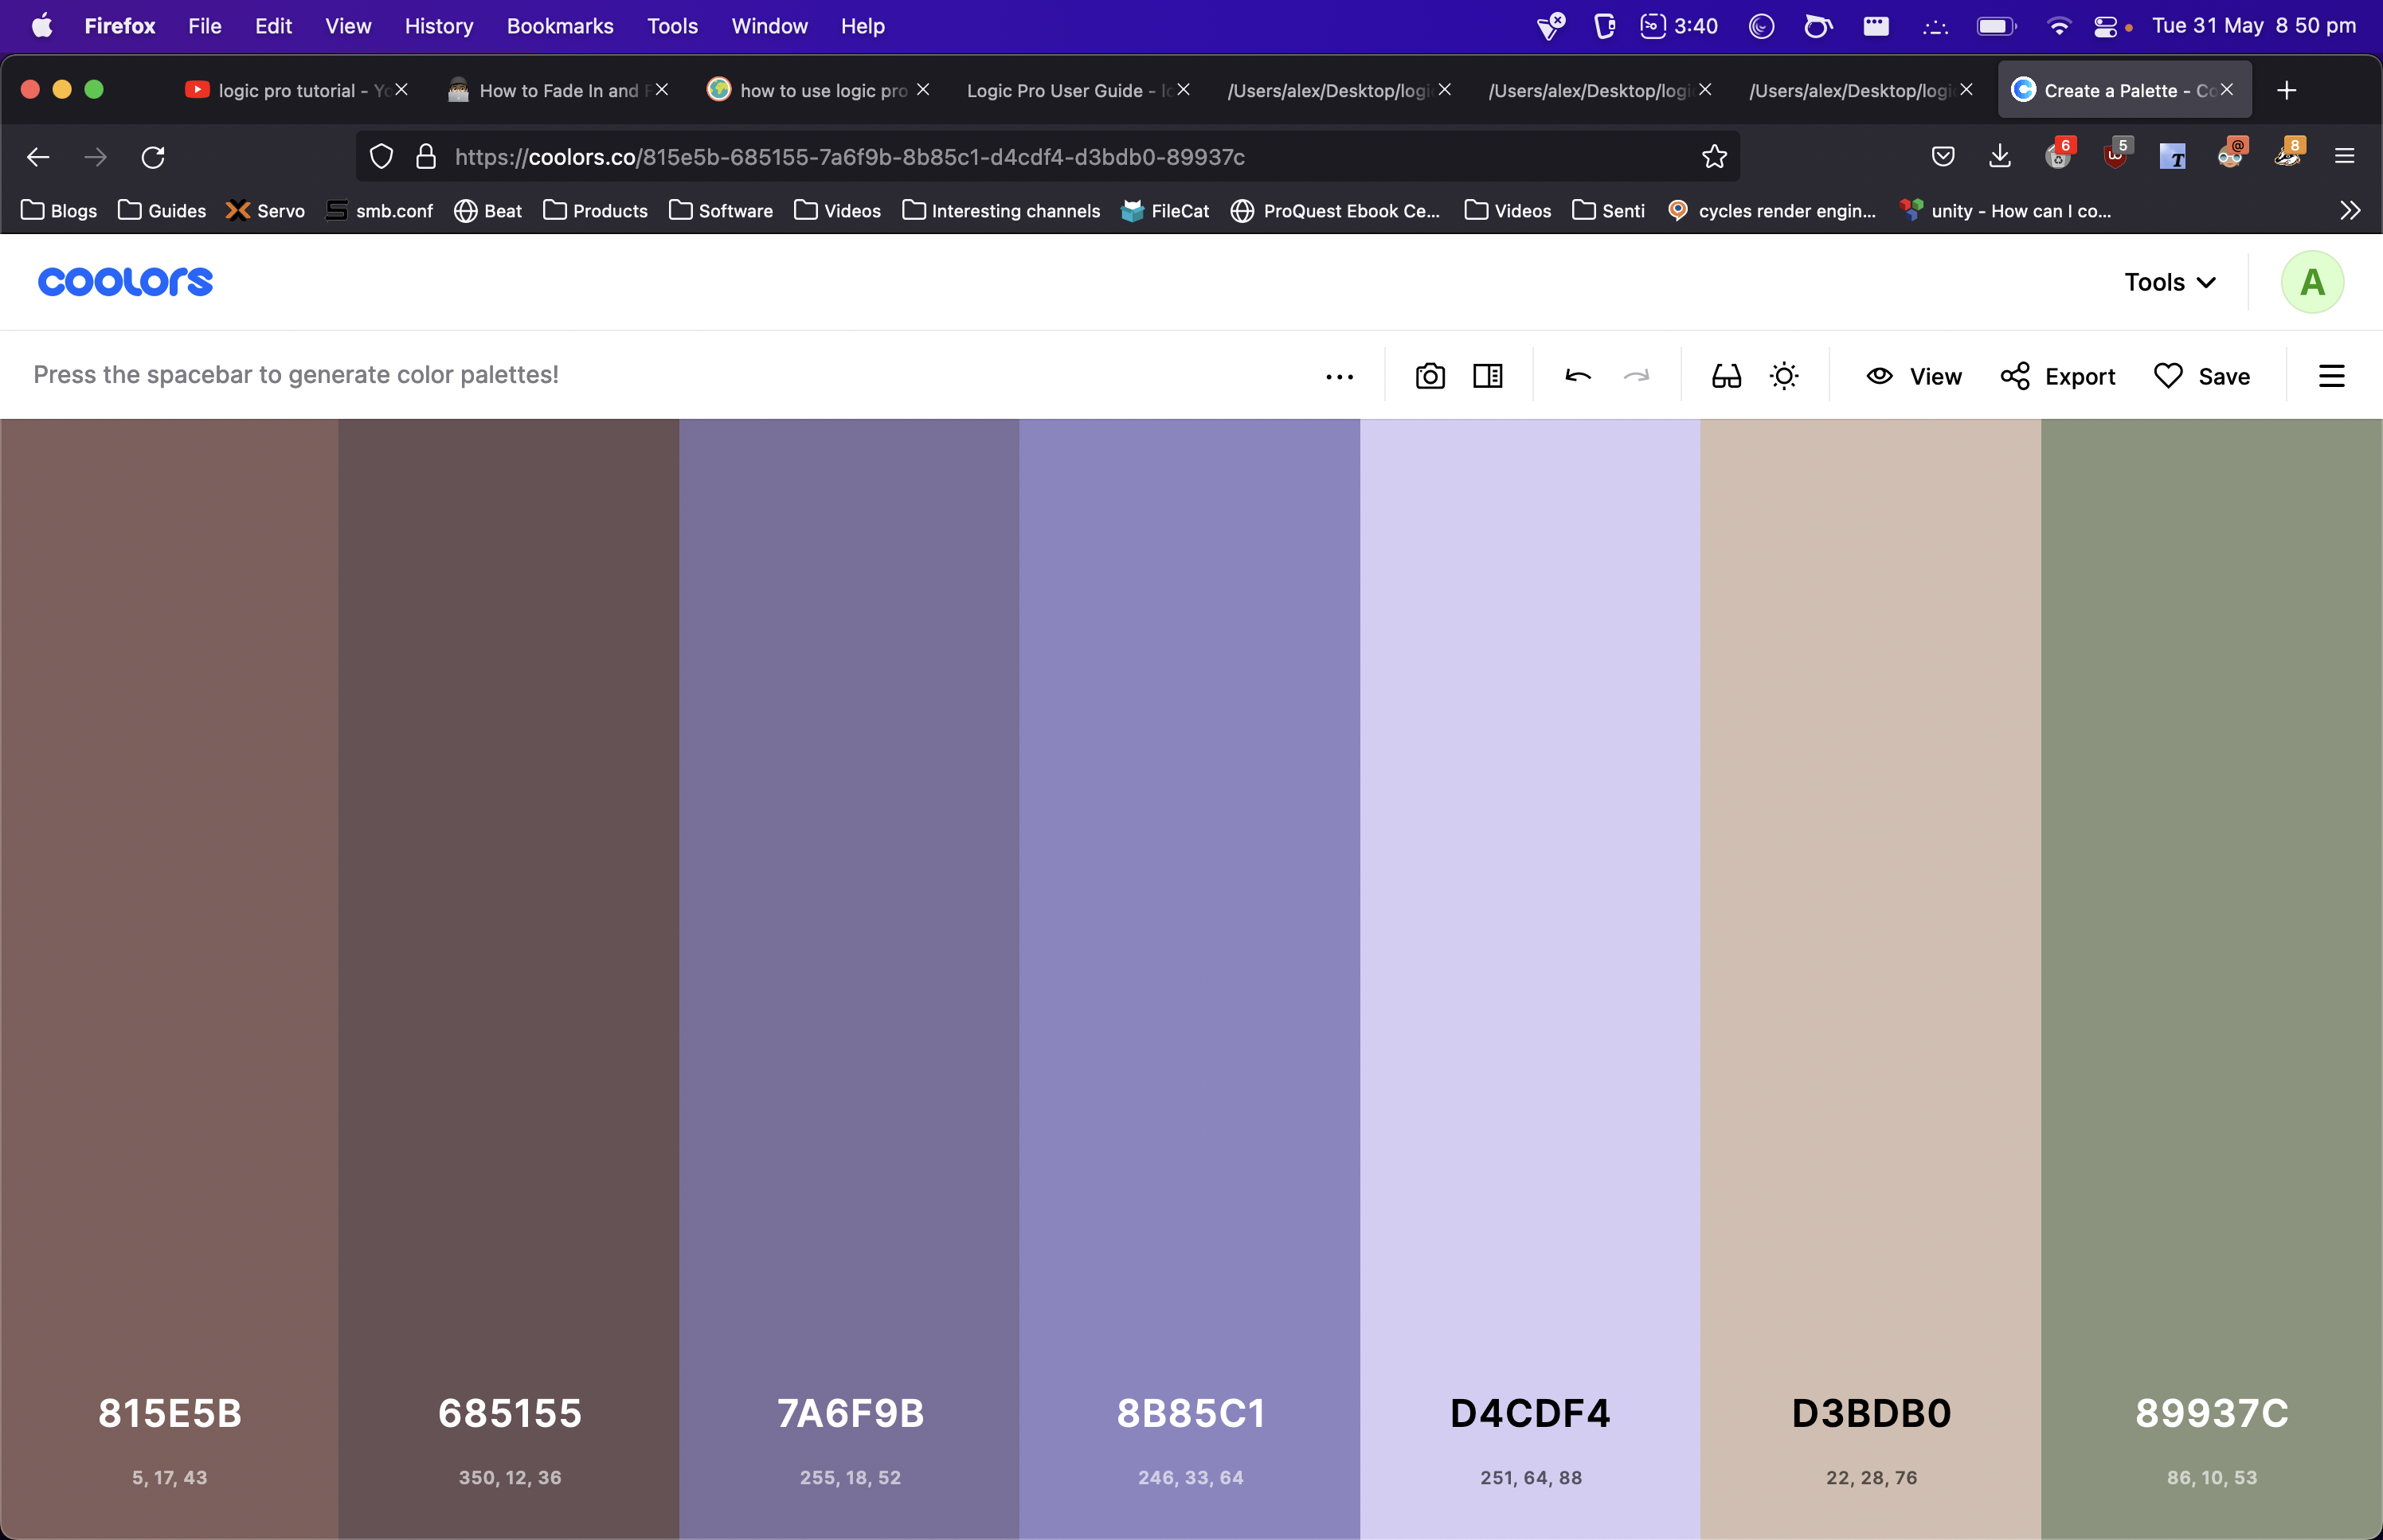 Firefox File Edit View History Bookmarks Tools Window Help 3:40 Tue 31 May 8 50 pm
logic pro tutorial - Yo How to Fade In and F how to use logic pro Logic Pro User Guide - lo /Users/alex/Desktop/logi /Users/alex/Desktop/logi /Users/alex/Desktop/logi Create a Palette - Co
https://coolors.co/815e5b-685155-7a6f9b-8b85c1-d4cdf4-d3bdb0-89937c 6 5 T @ 8
Blogs Guides Servo smb.conf Beat Products Software Videos Interesting channels FileCat ProQuest Ebook Ce... Videos Senti cycles render engin... unity - How can I co...
coolors Tools A
Press the spacebar to generate color palettes! View Export Save
815E5B 685155 7A6F9B 8B85C1 D4CDF4 D3BDB0 89937C
5, 17, 43 350, 12, 36 255, 18, 52 246, 33, 64 251, 64, 88 22, 28, 76 86, 10, 53